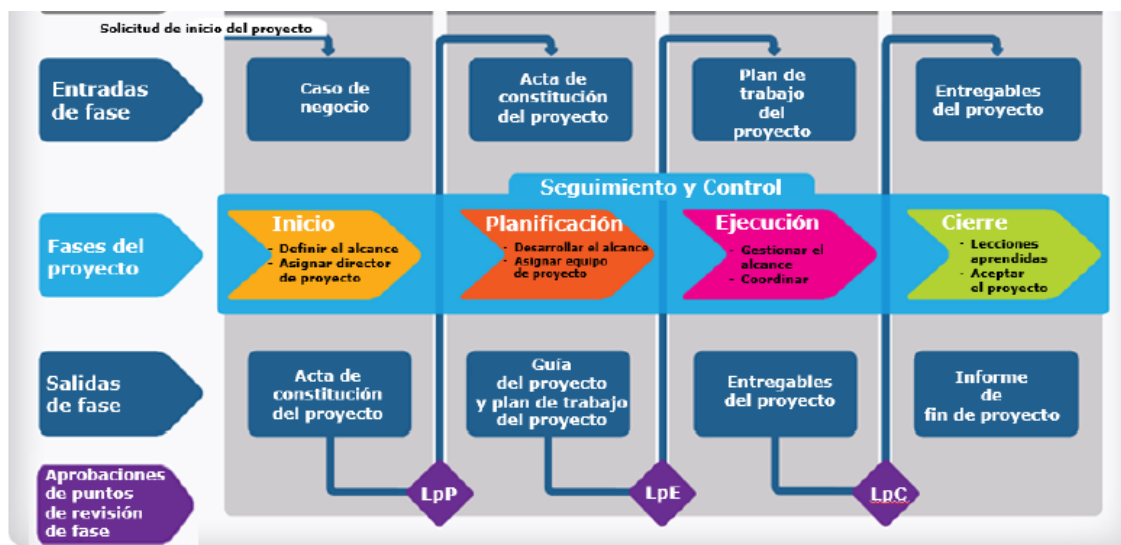 Solicitud de inicio del proyecto
Entradas
de fase
Caso de
negocio
Acta de
constitución
del proyecto
Plan de
trabajo
del
proyecto
Entregables
del proyecto
Seguimiento y Control
Fases del
proyecto
Inicio
- Definir el alcance
- Asignar director
de proyecto
Planificación
- Desarrollar el alcance
- Asignar equipo
de proyecto
Ejecución
- Gestionar el
alcance
- Coordinar
Cierre
- Lecciones
aprendidas
- Aceptar
el proyecto
Salidas
de fase
Acta de
constitución
del proyecto
Guía
del proyecto
y plan de trabajo
del proyecto
Entregables
del proyecto
Informe
de
fin de proyecto
Aprobaciones
de puntos
de revisión
de fase
LpP
LpE
LpC